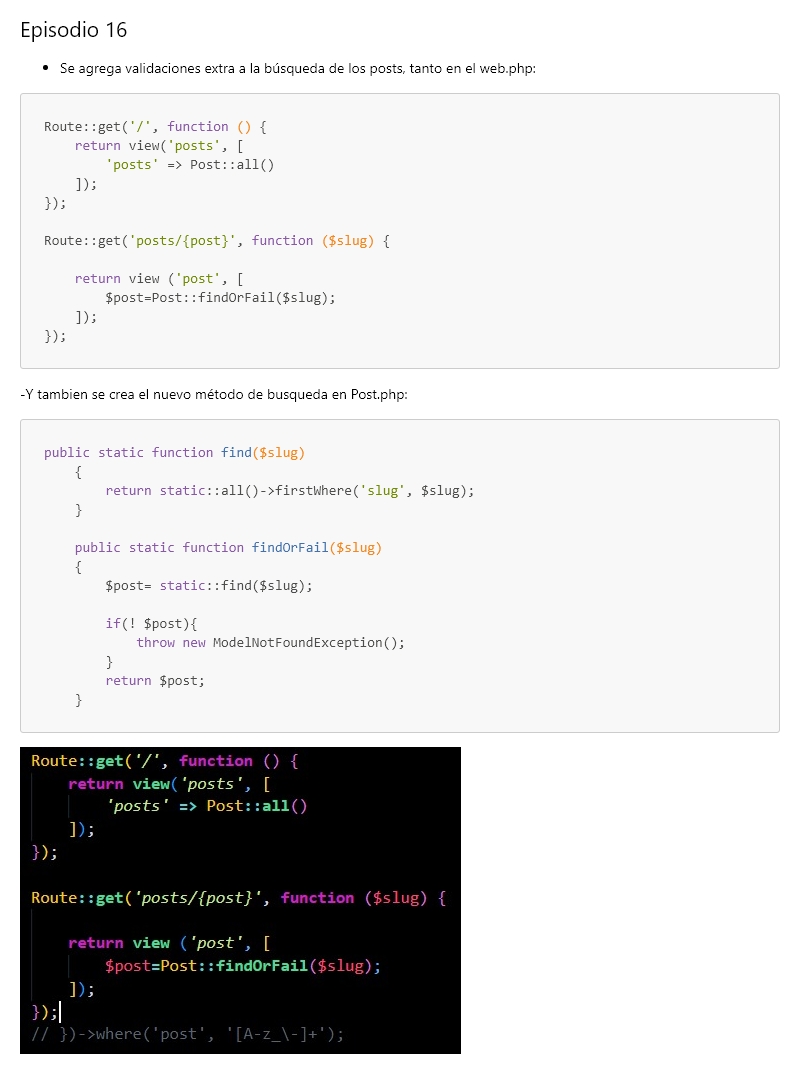 Episodio 16
• Se agrega validaciones extra a la búsqueda de los posts, tanto en el web.php:
Route::get('/', function () {
    return view('posts', [
        'posts' => Post::all()
    ]);
});
Route::get('posts/{post}', function ($slug) {
    return view ('post', [
        $post=Post::findOrFail($slug);
    ]);
});
-Y tambien se crea el nuevo método de busqueda en Post.php:
public static function find($slug)
    {
        return static::all()->firstWhere('slug', $slug);
    }
    public static function findOrFail($slug)
    {
        $post= static::find($slug);
        if(! $post){
            throw new ModelNotFoundException();
        }
        return $post;
    }
Route::get('/', function () {
    return view('posts', [
        'posts' => Post::all()
    ]);
});
Route::get('posts/{post}', function ($slug) {
    return view ('post', [
        $post=Post::findOrFail($slug);
    ]);
});
// })->where('post', '[A-z_\-]+');